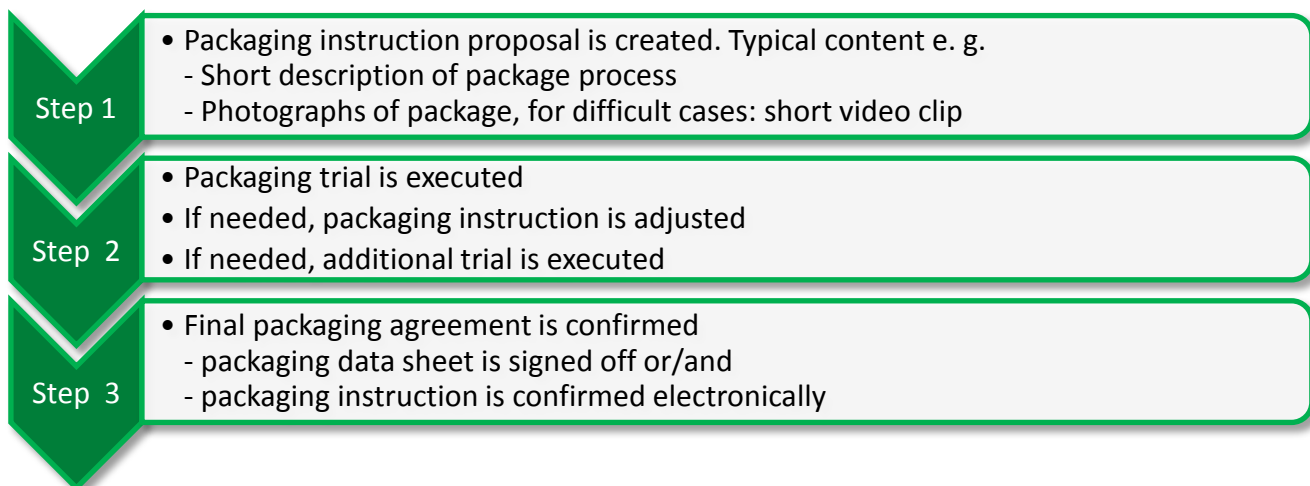 Step 1
• Packaging instruction proposal is created. Typical content e. g.
- Short description of package process
- Photographs of package, for difficult cases: short video clip
Step 2
• Packaging trial is executed
• If needed, packaging instruction is adjusted
• If needed, additional trial is executed
Step 3
• Final packaging agreement is confirmed
- packaging data sheet is signed off or/and
- packaging instruction is confirmed electronically